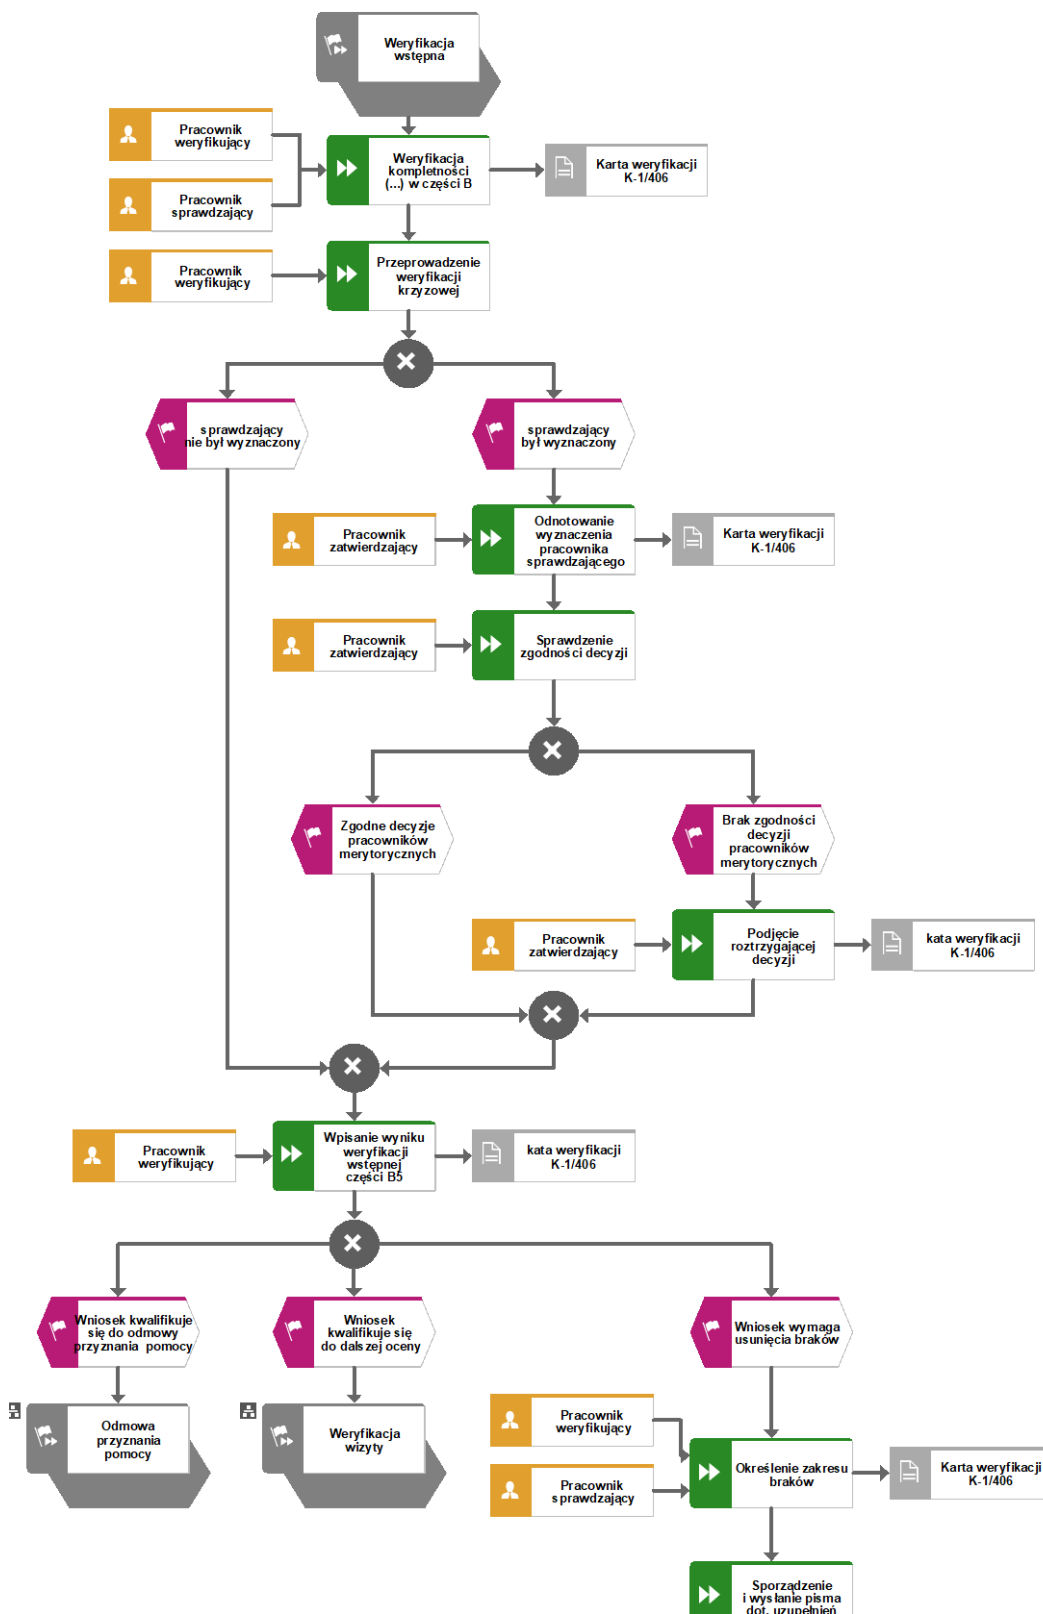 Weryfikacja
wstępna
Pracownik
weryfikujący
Weryfikacja
kompletności
(...) w części B
Karta weryfikacji
K-1/406
Pracownik
sprawdzający
Pracownik
weryfikujący
Przeprowadzenie
weryfikacji
krzyzowej
sprawdzający
nie był wyznaczony
sprawdzający
był wyznaczony
Pracownik
zatwierdzający
Odnotowanie
wyznaczenia
pracownika
sprawdzającego
Karta weryfikacji
K-1/406
Pracownik
zatwierdzający
Sprawdzenie
zgodności decyzji
Zgodne decyzje
pracowników
merytorycznych
Brak zgodności
decyzji
pracowników
merytorycznych
Pracownik
zatwierdzający
Podjęcie
roztrzygającej
decyzji
kata weryfikacji
K-1/406
Pracownik
weryfikujący
Wpisanie wyniku
weryfikacji
wstępnej
części B5
kata weryfikacji
K-1/406
Wniosek kwalifikuje
się do odmowy
przyznania pomocy
Wniosek
kwalifikuje się
do dalszej oceny
Wniosek wymaga
usunięcia braków
Odmowa
przyznania
pomocy
Weryfikacja
wizyty
Pracownik
weryfikujący
Pracownik
sprawdzający
Określenie zakresu
braków
Karta weryfikacji
K-1/406
Sporządzenie
i wysłanie pisma
dot. uzupełnień